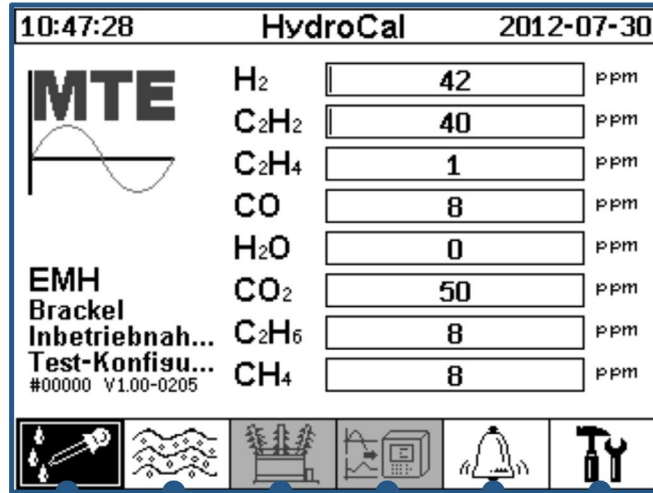 10:47:28 HydroCal 2012-07-30
MTE
H₂ 42 ppm
C₂H₂ 40 ppm
C₂H₄ 1 ppm
CO 8 ppm
H₂O 0 ppm
CO₂ 50 ppm
C₂H₆ 8 ppm
CH₄ 8 ppm
EMH
Brackel
Inbetriebnah...
Test-Konfigu...
#00000 V1.00-0205